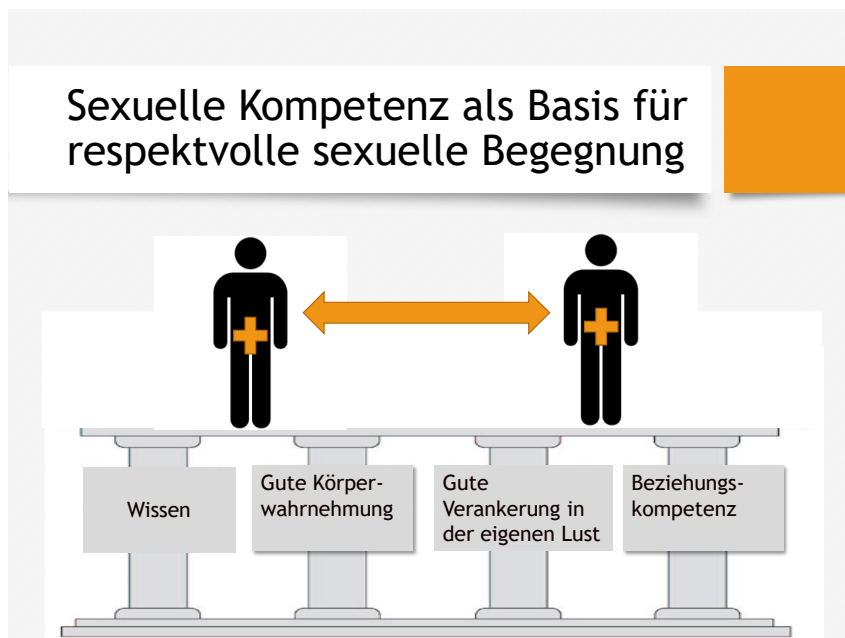 Sexuelle Kompetenz als Basis für
respektvolle sexuelle Begegnung
Wissen
Gute Körper-
wahrnehmung
Gute
Verankerung in
der eigenen Lust
Beziehungs-
kompetenz